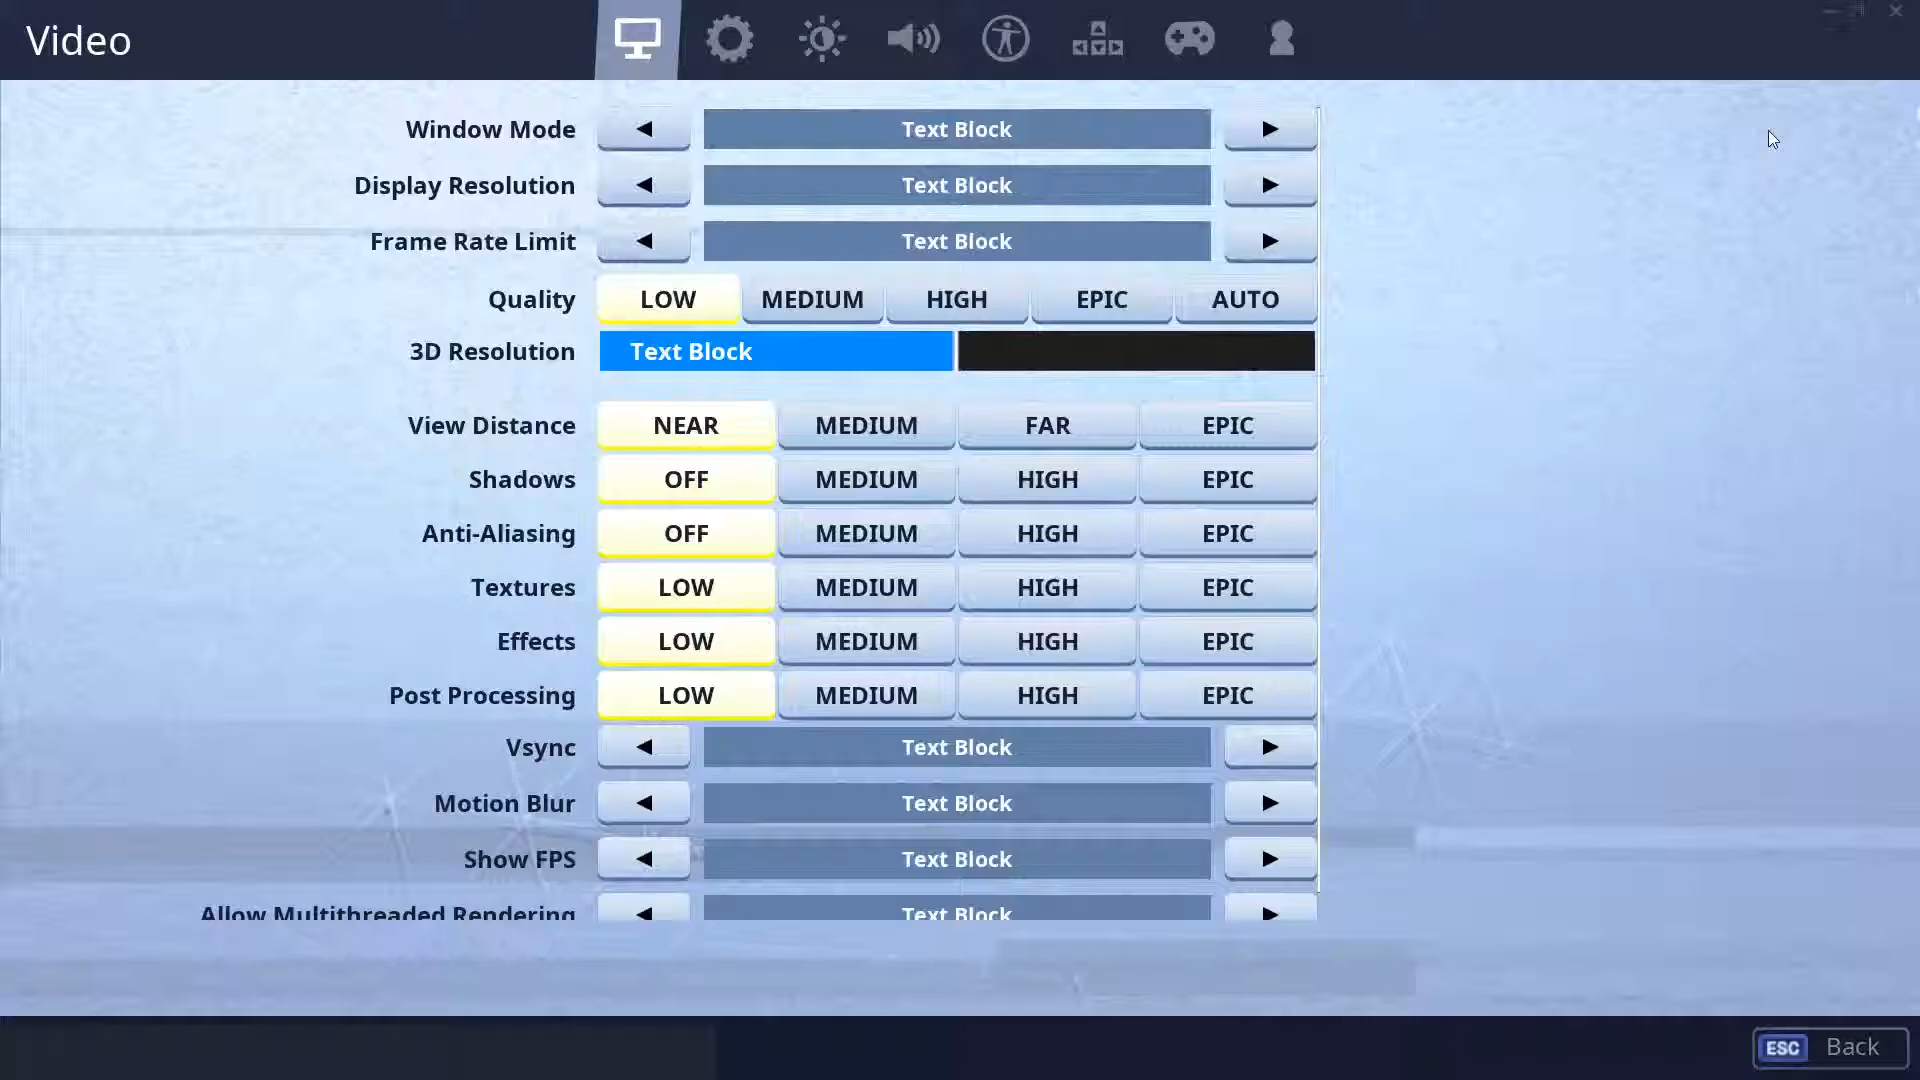 Video
Window Mode Text Block
Display Resolution Text Block
Frame Rate Limit Text Block
Quality LOW MEDIUM HIGH EPIC AUTO
3D Resolution Text Block
View Distance NEAR MEDIUM FAR EPIC
Shadows OFF MEDIUM HIGH EPIC
Anti-Aliasing OFF MEDIUM HIGH EPIC
Textures LOW MEDIUM HIGH EPIC
Effects LOW MEDIUM HIGH EPIC
Post Processing LOW MEDIUM HIGH EPIC
Vsync Text Block
Motion Blur Text Block
Show FPS Text Block
Allow Multithreaded Rendering Text Block
ESC Back